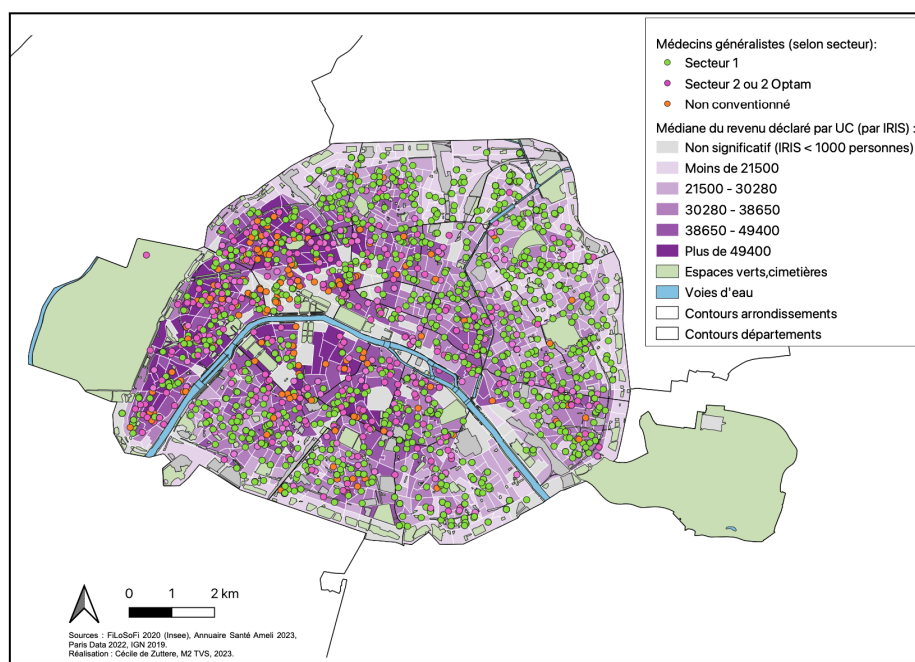 Médecins généralistes (selon secteur):
Secteur 1
Secteur 2 ou 2 Optam
Non conventionné
Médiane du revenu déclaré par UC (par IRIS) :
Non significatif (IRIS < 1000 personnes)
Moins de 21500
21500 - 30280
30280 - 38650
38650 - 49400
Plus de 49400
Espaces verts,cimetières
Voies d'eau
Contours arrondissements
Contours départements
0 1 2 km
Sources : FiLoSoFi 2020 (Insee), Annuaire Santé Ameli 2023,
Paris Data 2022, IGN 2019.
Réalisation : Cécile de Zuttere, M2 TVS, 2023.